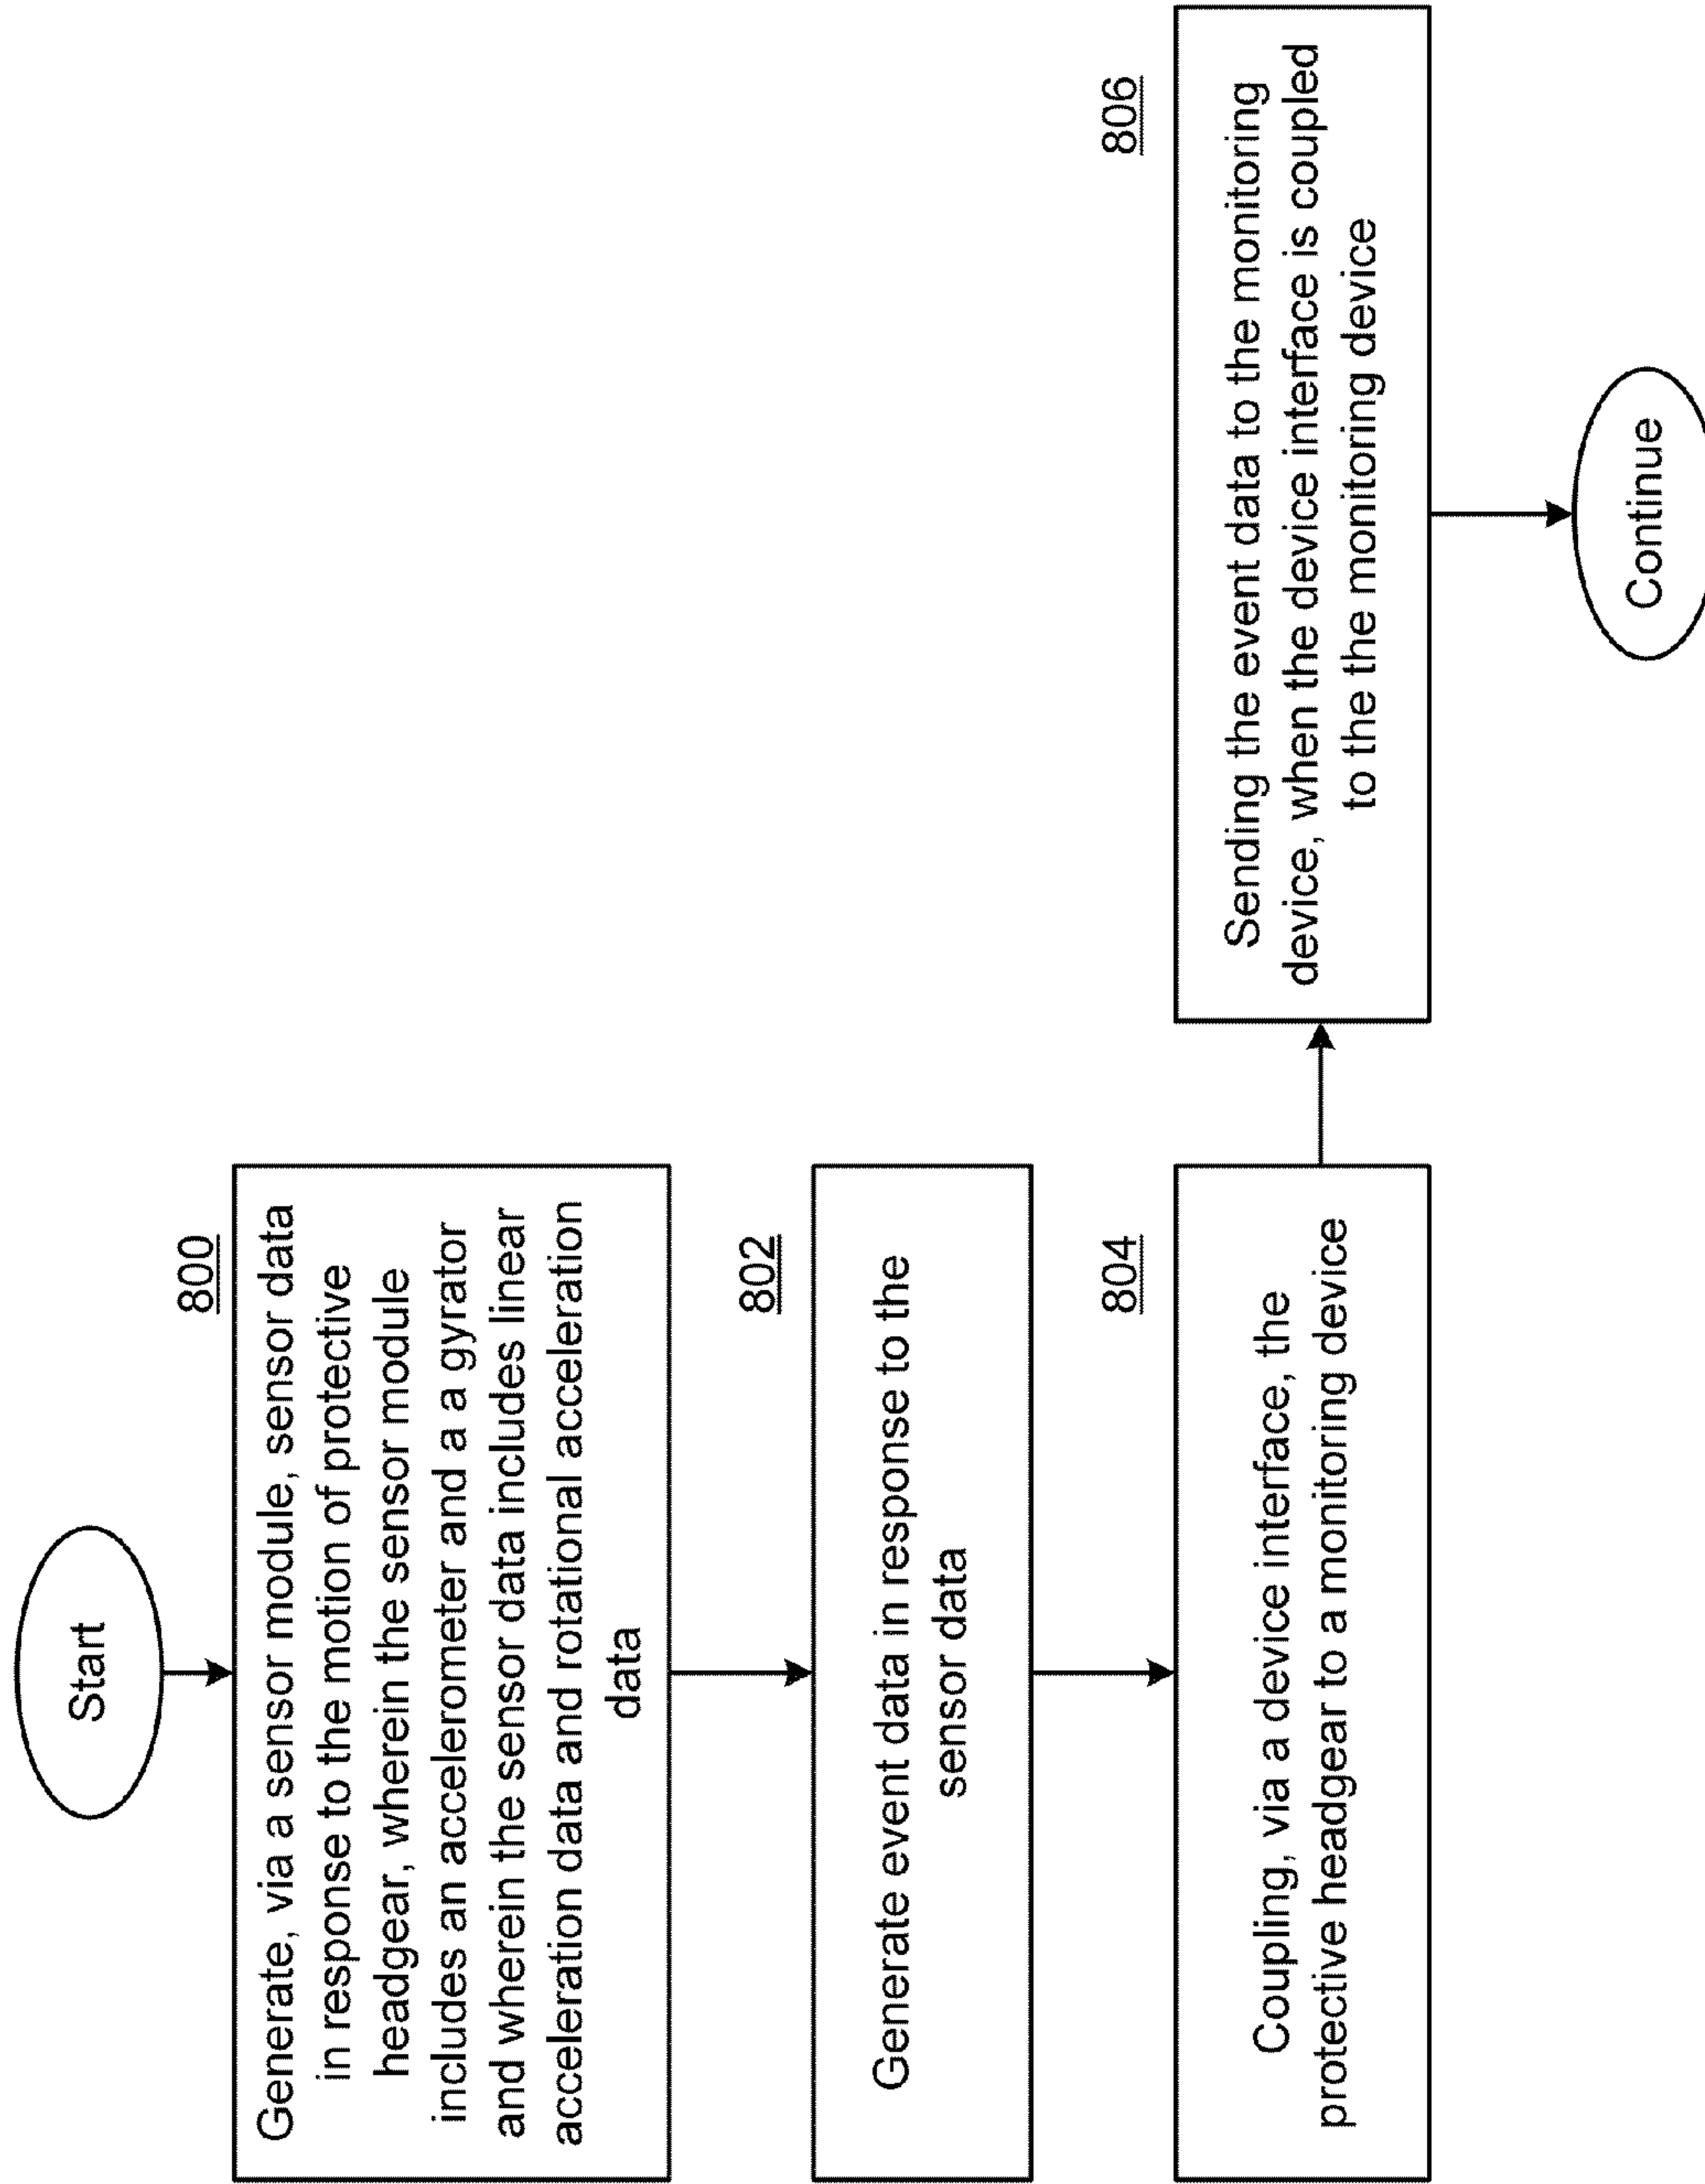 Start
800
Generate, via a sensor module, sensor data
in response to the motion of protective
headgear, wherein the sensor module
includes an accelerometer and a a gyrator
and wherein the sensor data includes linear
acceleration data and rotational acceleration
data
802
Generate event data in response to the
sensor data
804
Coupling, via a device interface, the
protective headgear to a monitoring device
806
Sending the event data to the monitoring
device, when the device interface is coupled
to the the monitoring device
Continue